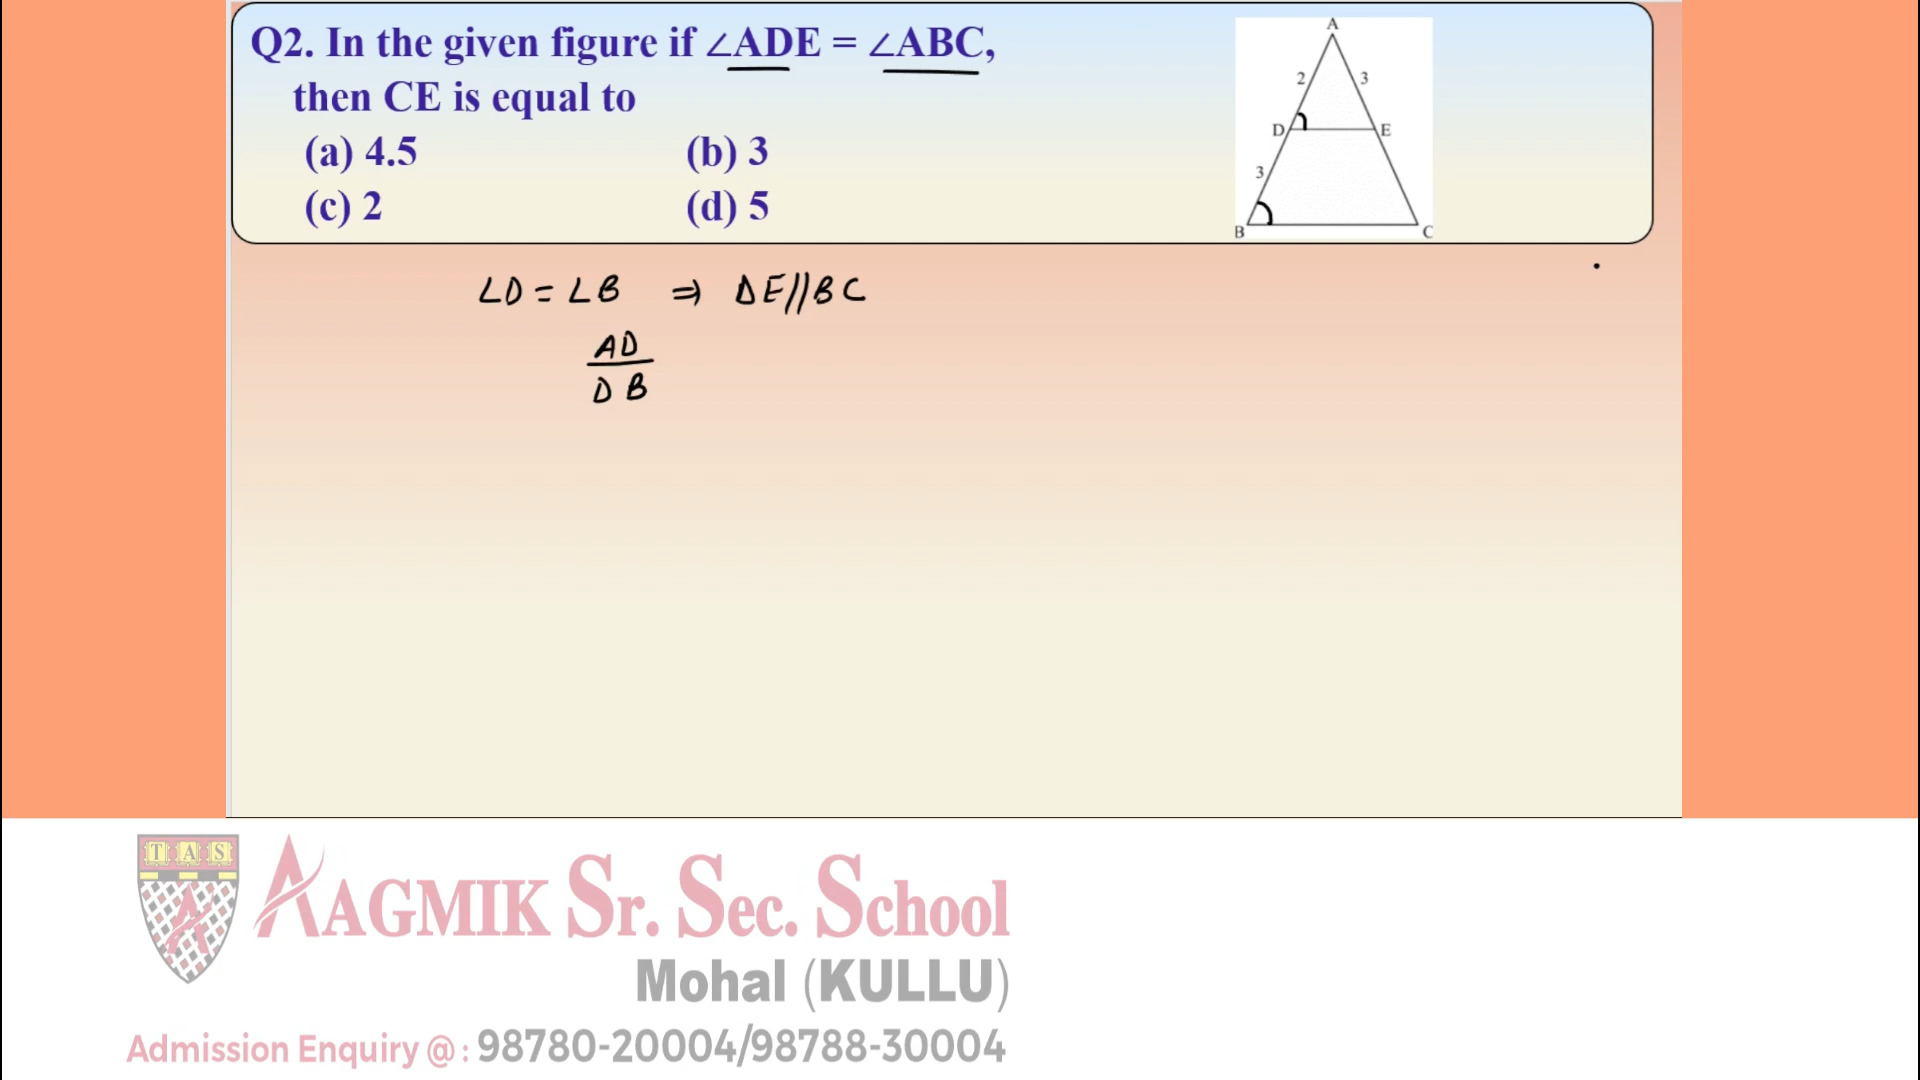 Q2. In the given figure if ∠ADE = ∠ABC,
then CE is equal to
(a) 4.5 (b) 3
(c) 2 (d) 5
A
2 3
D E
3
B C
∠D = ∠B ⇒ DE//BC
AD
DB
T A S
AAGMIK Sr. Sec. School
Mohal (KULLU)
Admission Enquiry @ : 98780-20004/98788-30004